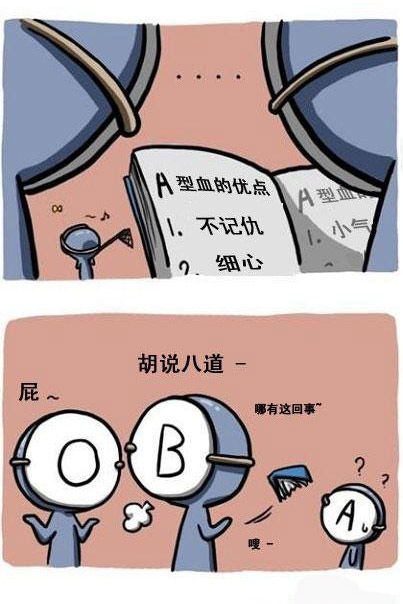 ....
A型血的优点
1. 不记仇
2. 细心
A型血
1. 小气
胡说八道 -
屁~
哪有这回事~
O
B
A
? ?
嗖 -